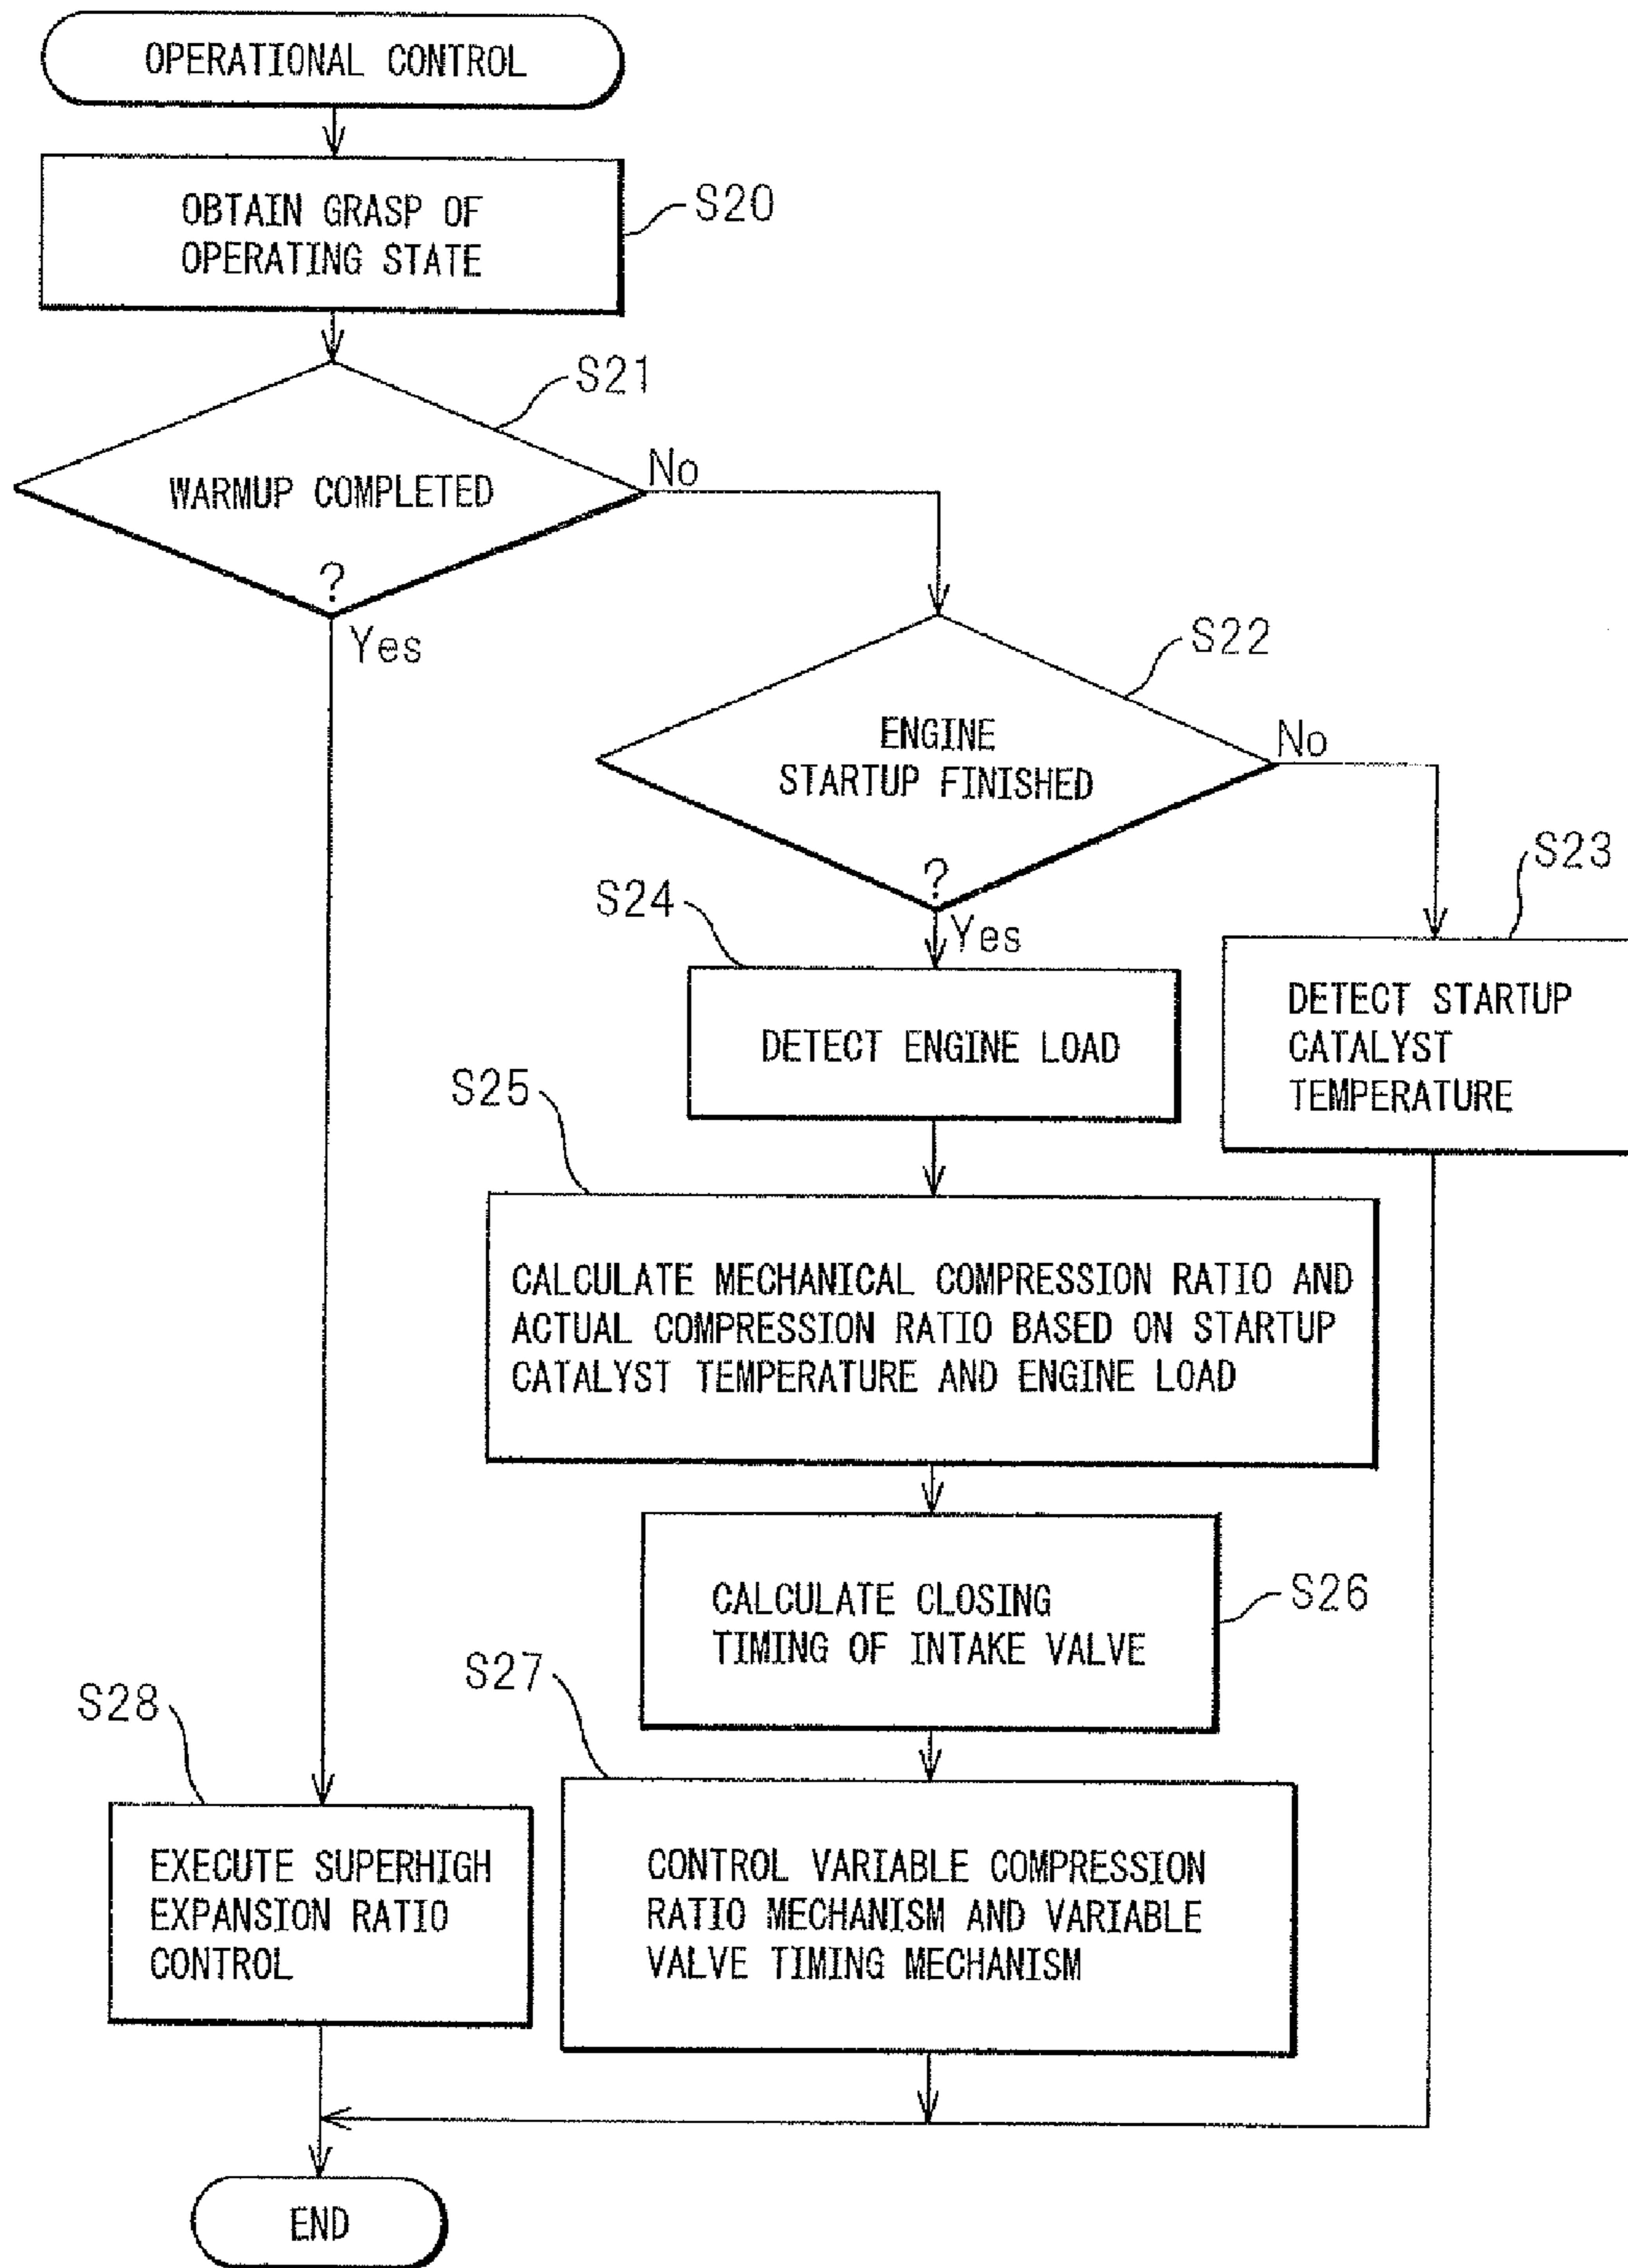 OPERATIONAL CONTROL
OBTAIN GRASP OF
OPERATING STATE
S20
S21
WARMUP COMPLETED
?
No
Yes
S22
ENGINE
STARTUP FINISHED
?
No
Yes
S23
DETECT STARTUP
CATALYST
TEMPERATURE
S24
DETECT ENGINE LOAD
S25
CALCULATE MECHANICAL COMPRESSION RATIO AND
ACTUAL COMPRESSION RATIO BASED ON STARTUP
CATALYST TEMPERATURE AND ENGINE LOAD
CALCULATE CLOSING
TIMING OF INTAKE VALVE
S26
S27
CONTROL VARIABLE COMPRESSION
RATIO MECHANISM AND VARIABLE
VALVE TIMING MECHANISM
S28
EXECUTE SUPERHIGH
EXPANSION RATIO
CONTROL
END